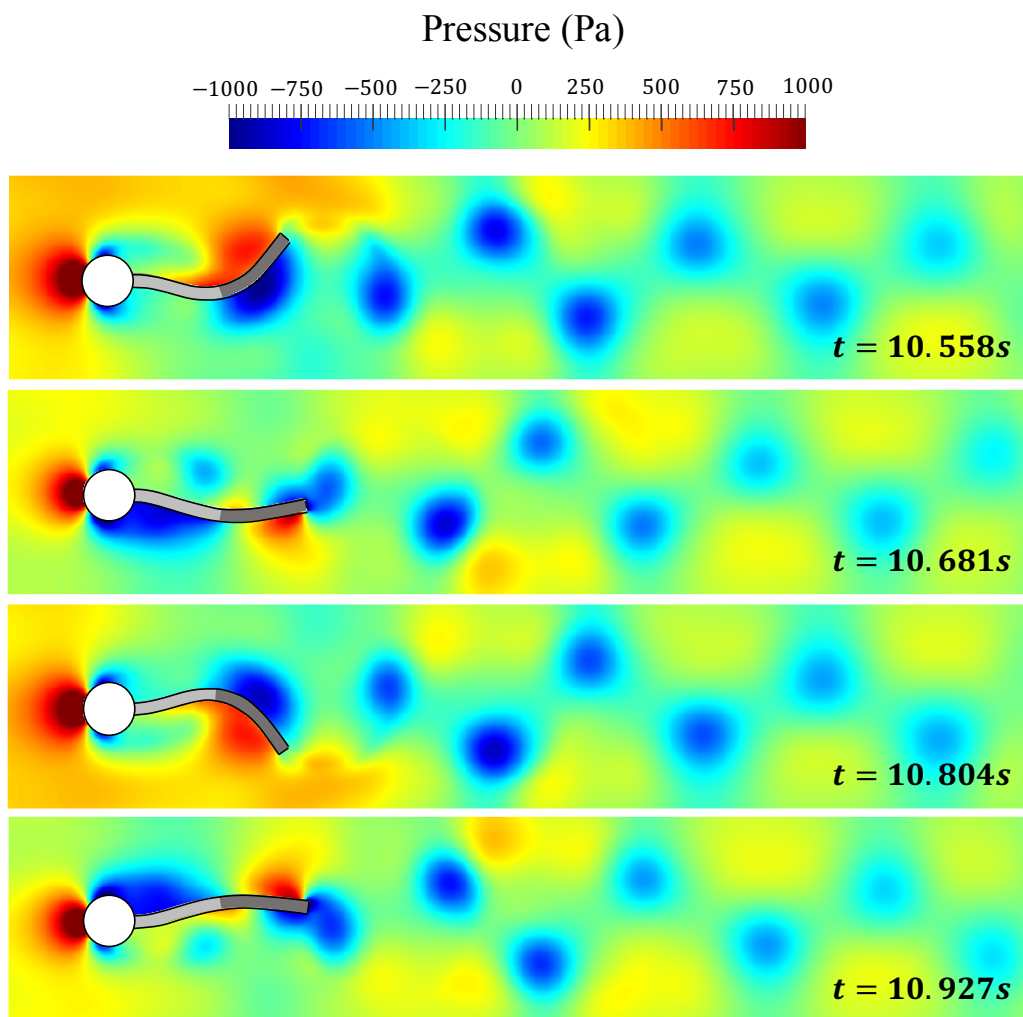 Pressure (Pa)
−1000 −750 −500 −250 0 250 500 750 1000
t = 10.558s
t = 10.681s
t = 10.804s
t = 10.927s